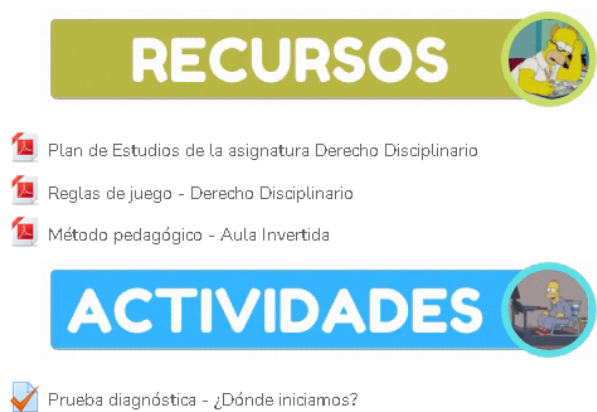 RECURSOS
Plan de Estudios de la asignatura Derecho Disciplinario
Reglas de juego - Derecho Disciplinario
Método pedagógico - Aula Invertida
ACTIVIDADES
Prueba diagnóstica - ¿Dónde iniciamos?